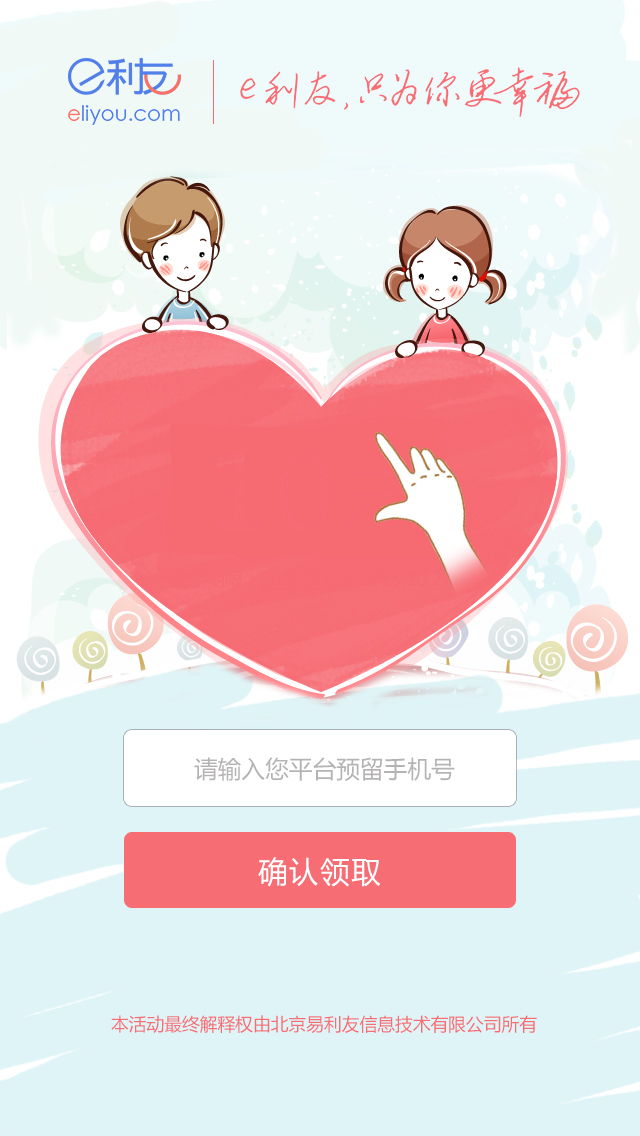 e利友
eliyou.com
e利友,只为你更幸福
请输入您平台预留手机号
确认领取
本活动最终解释权由北京易利友信息技术有限公司所有